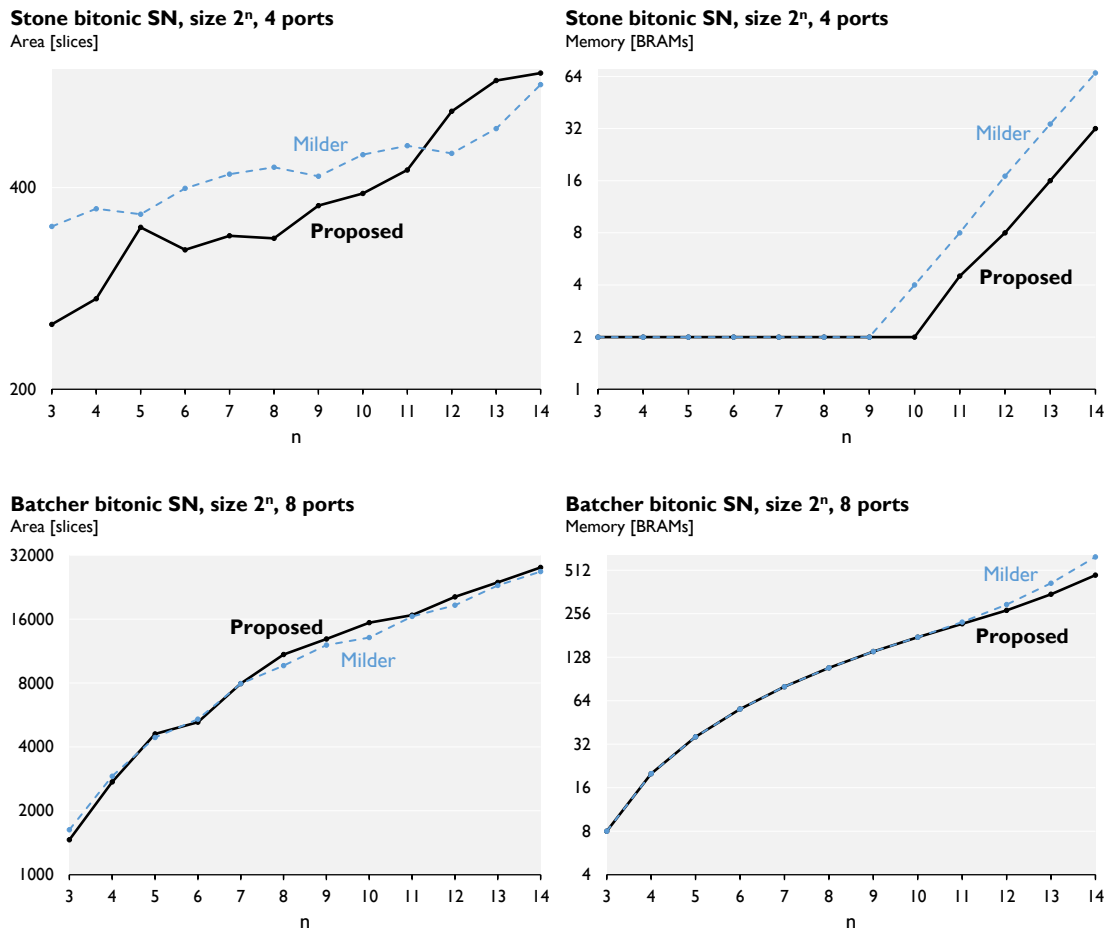 Stone bitonic SN, size 2ⁿ, 4 ports
Area [slices]
Milder
400
Proposed
200
3 4 5 6 7 8 9 10 11 12 13 14
n
Stone bitonic SN, size 2ⁿ, 4 ports
Memory [BRAMs]
64
32
Milder
16
8
Proposed
4
2
1
3 4 5 6 7 8 9 10 11 12 13 14
n
Batcher bitonic SN, size 2ⁿ, 8 ports
Area [slices]
32000
16000
Proposed
Milder
8000
4000
2000
1000
3 4 5 6 7 8 9 10 11 12 13 14
n
Batcher bitonic SN, size 2ⁿ, 8 ports
Memory [BRAMs]
512
Milder
256
Proposed
128
64
32
16
8
4
3 4 5 6 7 8 9 10 11 12 13 14
n